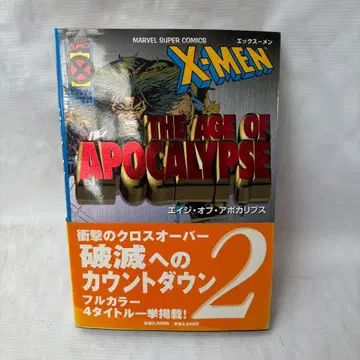 MARVEL SUPER COMICS
X-MEN
エックス－メン
THE AGE OF
APOCALYPSE
エイジ・オブ・アポカリプス
衝撃のクロスオーバー
破滅への
カウントダウン
2
フルカラー
4タイトル一挙掲載!